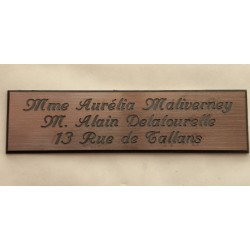 Mme Aurélia Maliverney
M. Alain Delatourelle
13 Rue de Tallans